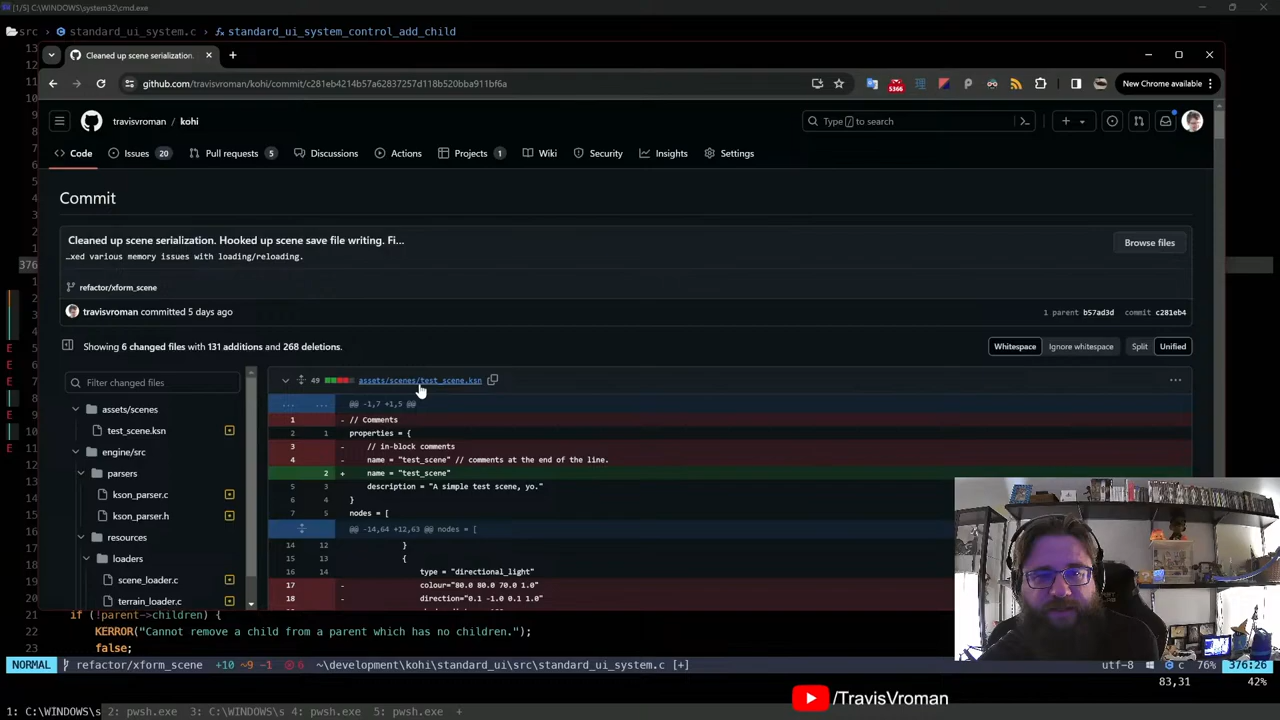 [1/5] C:\WINDOWS\system32\cmd.exe
src > standard_ui_system.c > standard_ui_system_control_add_child
Cleaned up scene serialization.
github.com/travisvroman/kohi/commit/c281eb4214b57a62837257d118b520bba911bf6a
5366
New Chrome available
travisvroman / kohi
Type / to search
Code
Issues 20
Pull requests 5
Discussions
Actions
Projects 1
Wiki
Security
Insights
Settings
Commit
Cleaned up scene serialization. Hooked up scene save file writing. Fi...
…xed various memory issues with loading/reloading.
Browse files
refactor/xform_scene
travisvroman committed 5 days ago
1 parent b57ad3d commit c281eb4
Showing 6 changed files with 131 additions and 268 deletions.
Whitespace Ignore whitespace Split Unified
Filter changed files
assets/scenes
test_scene.ksn
engine/src
parsers
kson_parser.c
kson_parser.h
resources
loaders
scene_loader.c
terrain_loader.c
49 assets/scenes/test_scene.ksn
... ... @@ -1,7 +1,5 @@
1 - // Comments
2 1 properties = {
3 - // in-block comments
4 - name = "test_scene" // comments at the end of the line.
2 + name = "test_scene"
5 3 description = "A simple test scene, yo."
6 4 }
7 5 nodes = [
@@ -14,64 +12,63 @@ nodes = [
14 12 }
15 13 {
16 14 type = "directional_light"
17 - colour="80.0 80.0 70.0 1.0"
18 - direction="0.1 -1.0 0.1 1.0"
21 if (!parent->children) {
22 KERROR("Cannot remove a child from a parent which has no children.");
23 false;
NORMAL refactor/xform_scene +10 ~9 -1 6 ~\development\kohi\standard_ui\src\standard_ui_system.c [+] utf-8 c 76% 376:26
83,31 42%
/TravisVroman
1: C:\WINDOWS\s 2: pwsh.exe 3: C:\WINDOWS\s 4: pwsh.exe 5: pwsh.exe +